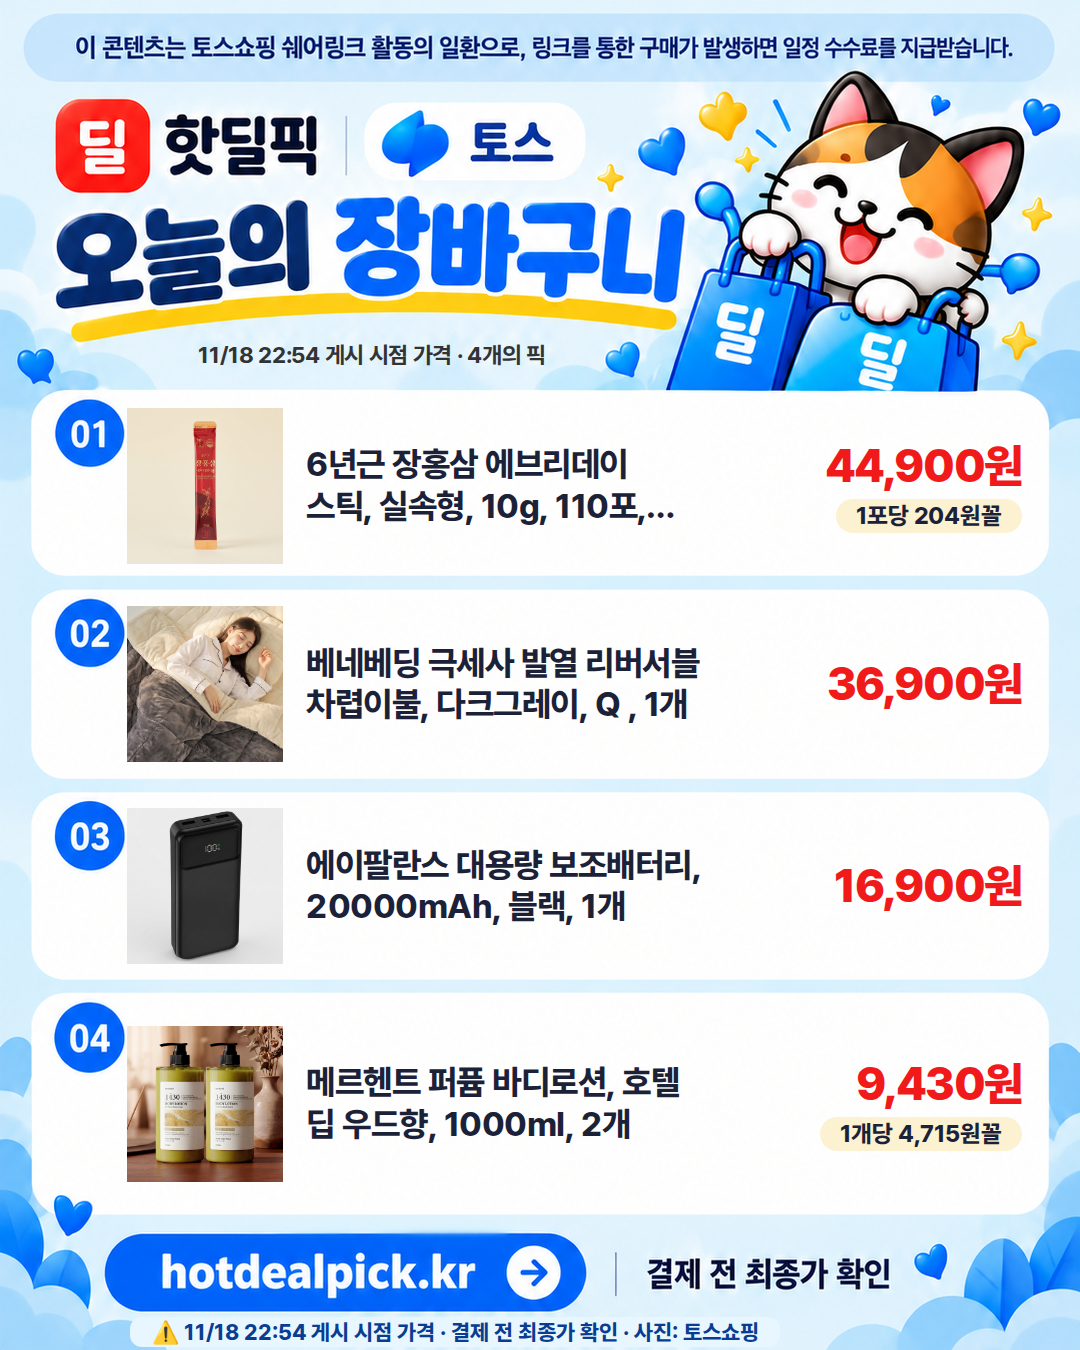 이 콘텐츠는 토스쇼핑 쉐어링크 활동의 일환으로, 링크를 통한 구매가 발생하면 일정 수수료를 지급받습니다.
딜 핫딜픽 토스
오늘의 장바구니
11/18 22:54 게시 시점 가격 · 4개의 픽
딜
딜
01
6년근 장홍삼 에브리데이
스틱, 실속형, 10g, 110포,...
44,900원
1포당 204원꼴
02
베네베딩 극세사 발열 리버서블
차렵이불, 다크그레이, Q , 1개
36,900원
03
에이팔란스 대용량 보조배터리,
20000mAh, 블랙, 1개
16,900원
04
1430
1430
메르헨트 퍼퓸 바디로션, 호텔
딥 우드향, 1000ml, 2개
9,430원
1개당 4,715원꼴
hotdealpick.kr
결제 전 최종가 확인
⚠️ 11/18 22:54 게시 시점 가격 · 결제 전 최종가 확인 · 사진: 토스쇼핑